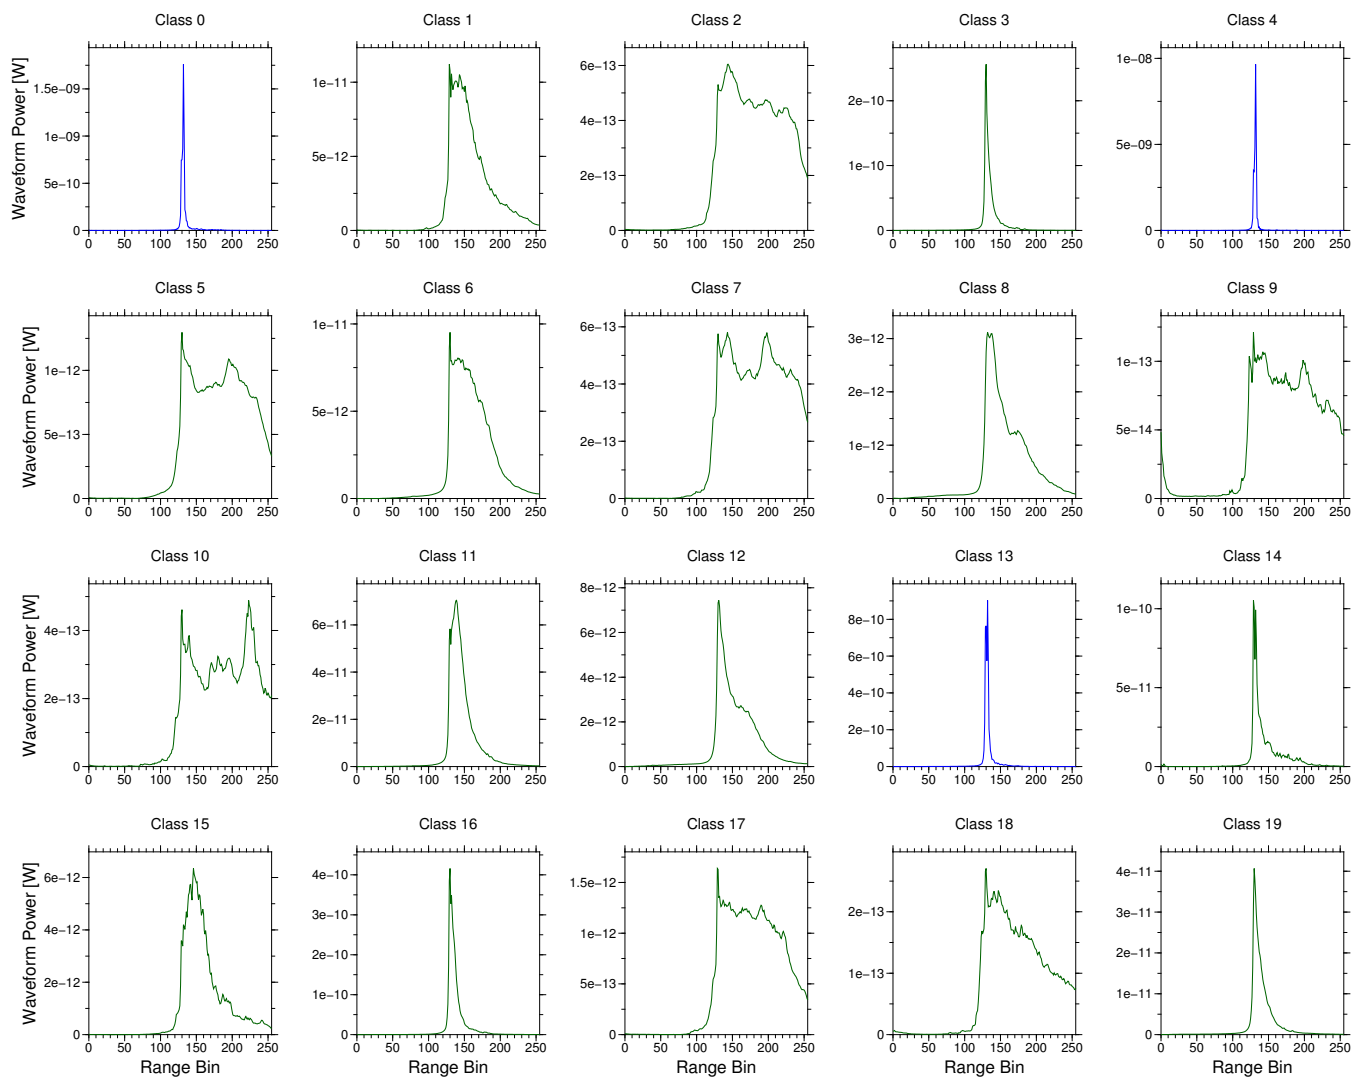 Class 0 Class 1 Class 2 Class 3 Class 4
Waveform Power [W]
1.5e−09
1e−09
5e−10
0
0 50 100 150 200 250
1e−11
5e−12
0
0 50 100 150 200 250
6e−13
4e−13
2e−13
0
0 50 100 150 200 250
2e−10
1e−10
0
0 50 100 150 200 250
1e−08
5e−09
0
0 50 100 150 200 250
Class 5 Class 6 Class 7 Class 8 Class 9
Waveform Power [W]
1e−12
5e−13
0
0 50 100 150 200 250
1e−11
5e−12
0
0 50 100 150 200 250
6e−13
4e−13
2e−13
0
0 50 100 150 200 250
3e−12
2e−12
1e−12
0
0 50 100 150 200 250
1e−13
5e−14
0
0 50 100 150 200 250
Class 10 Class 11 Class 12 Class 13 Class 14
Waveform Power [W]
4e−13
2e−13
0
0 50 100 150 200 250
6e−11
4e−11
2e−11
0
0 50 100 150 200 250
8e−12
6e−12
4e−12
2e−12
0
0 50 100 150 200 250
8e−10
6e−10
4e−10
2e−10
0
0 50 100 150 200 250
1e−10
5e−11
0
0 50 100 150 200 250
Class 15 Class 16 Class 17 Class 18 Class 19
Waveform Power [W]
6e−12
4e−12
2e−12
0
0 50 100 150 200 250
Range Bin
4e−10
3e−10
2e−10
1e−10
0
0 50 100 150 200 250
Range Bin
1.5e−12
1e−12
5e−13
0
0 50 100 150 200 250
Range Bin
2e−13
1e−13
0
0 50 100 150 200 250
Range Bin
4e−11
3e−11
2e−11
1e−11
0
0 50 100 150 200 250
Range Bin